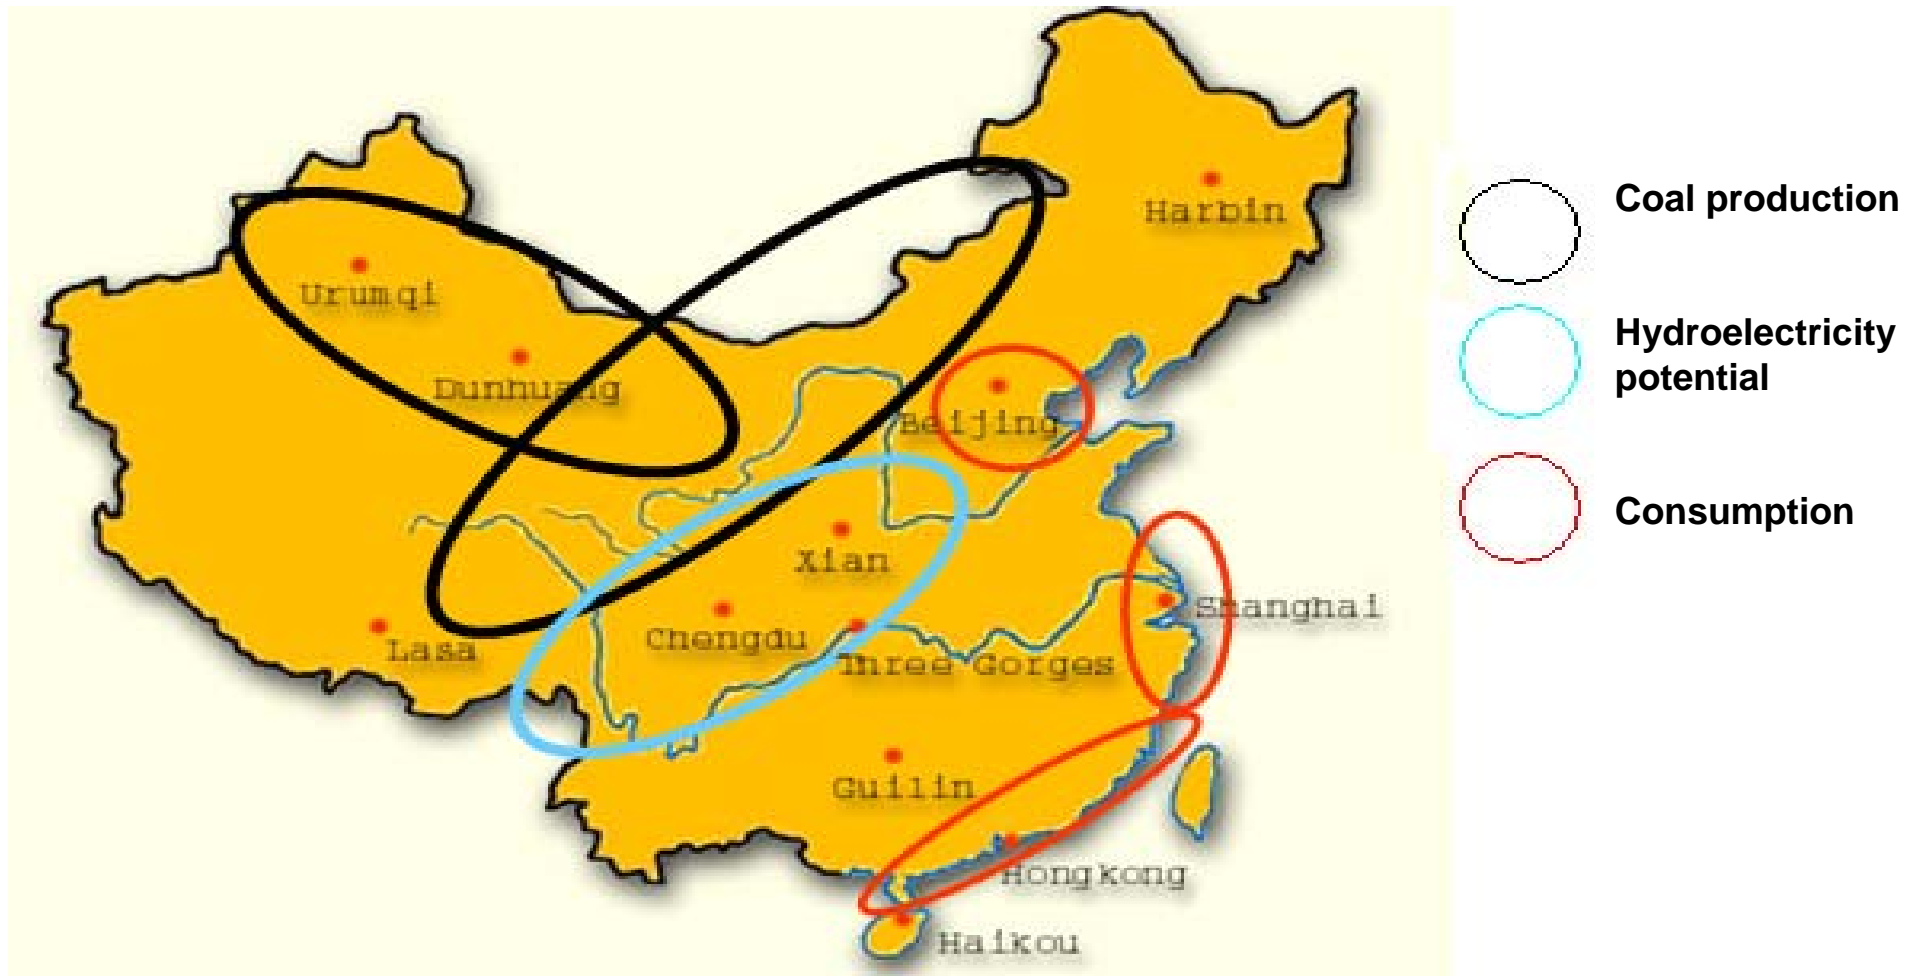 Harbin
Urumqi
Dunhuang
Beijing
Xian
Shanghai
Chengdu
Lasa
Three Gorges
Guilin
Hongkong
Haikou
Coal production
Hydroelectricity
potential
Consumption